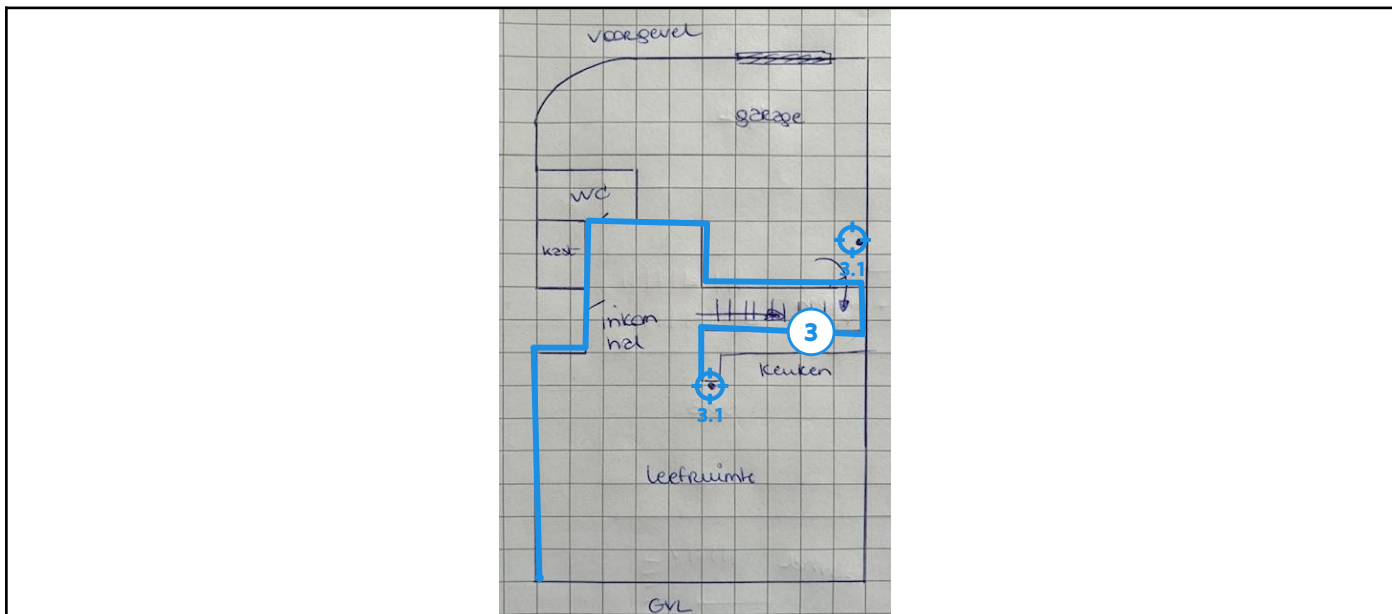 voorgevel
garage
WC
kast
3.1
inkom
hal
3
keuken
3.1
leefruimte
GVL